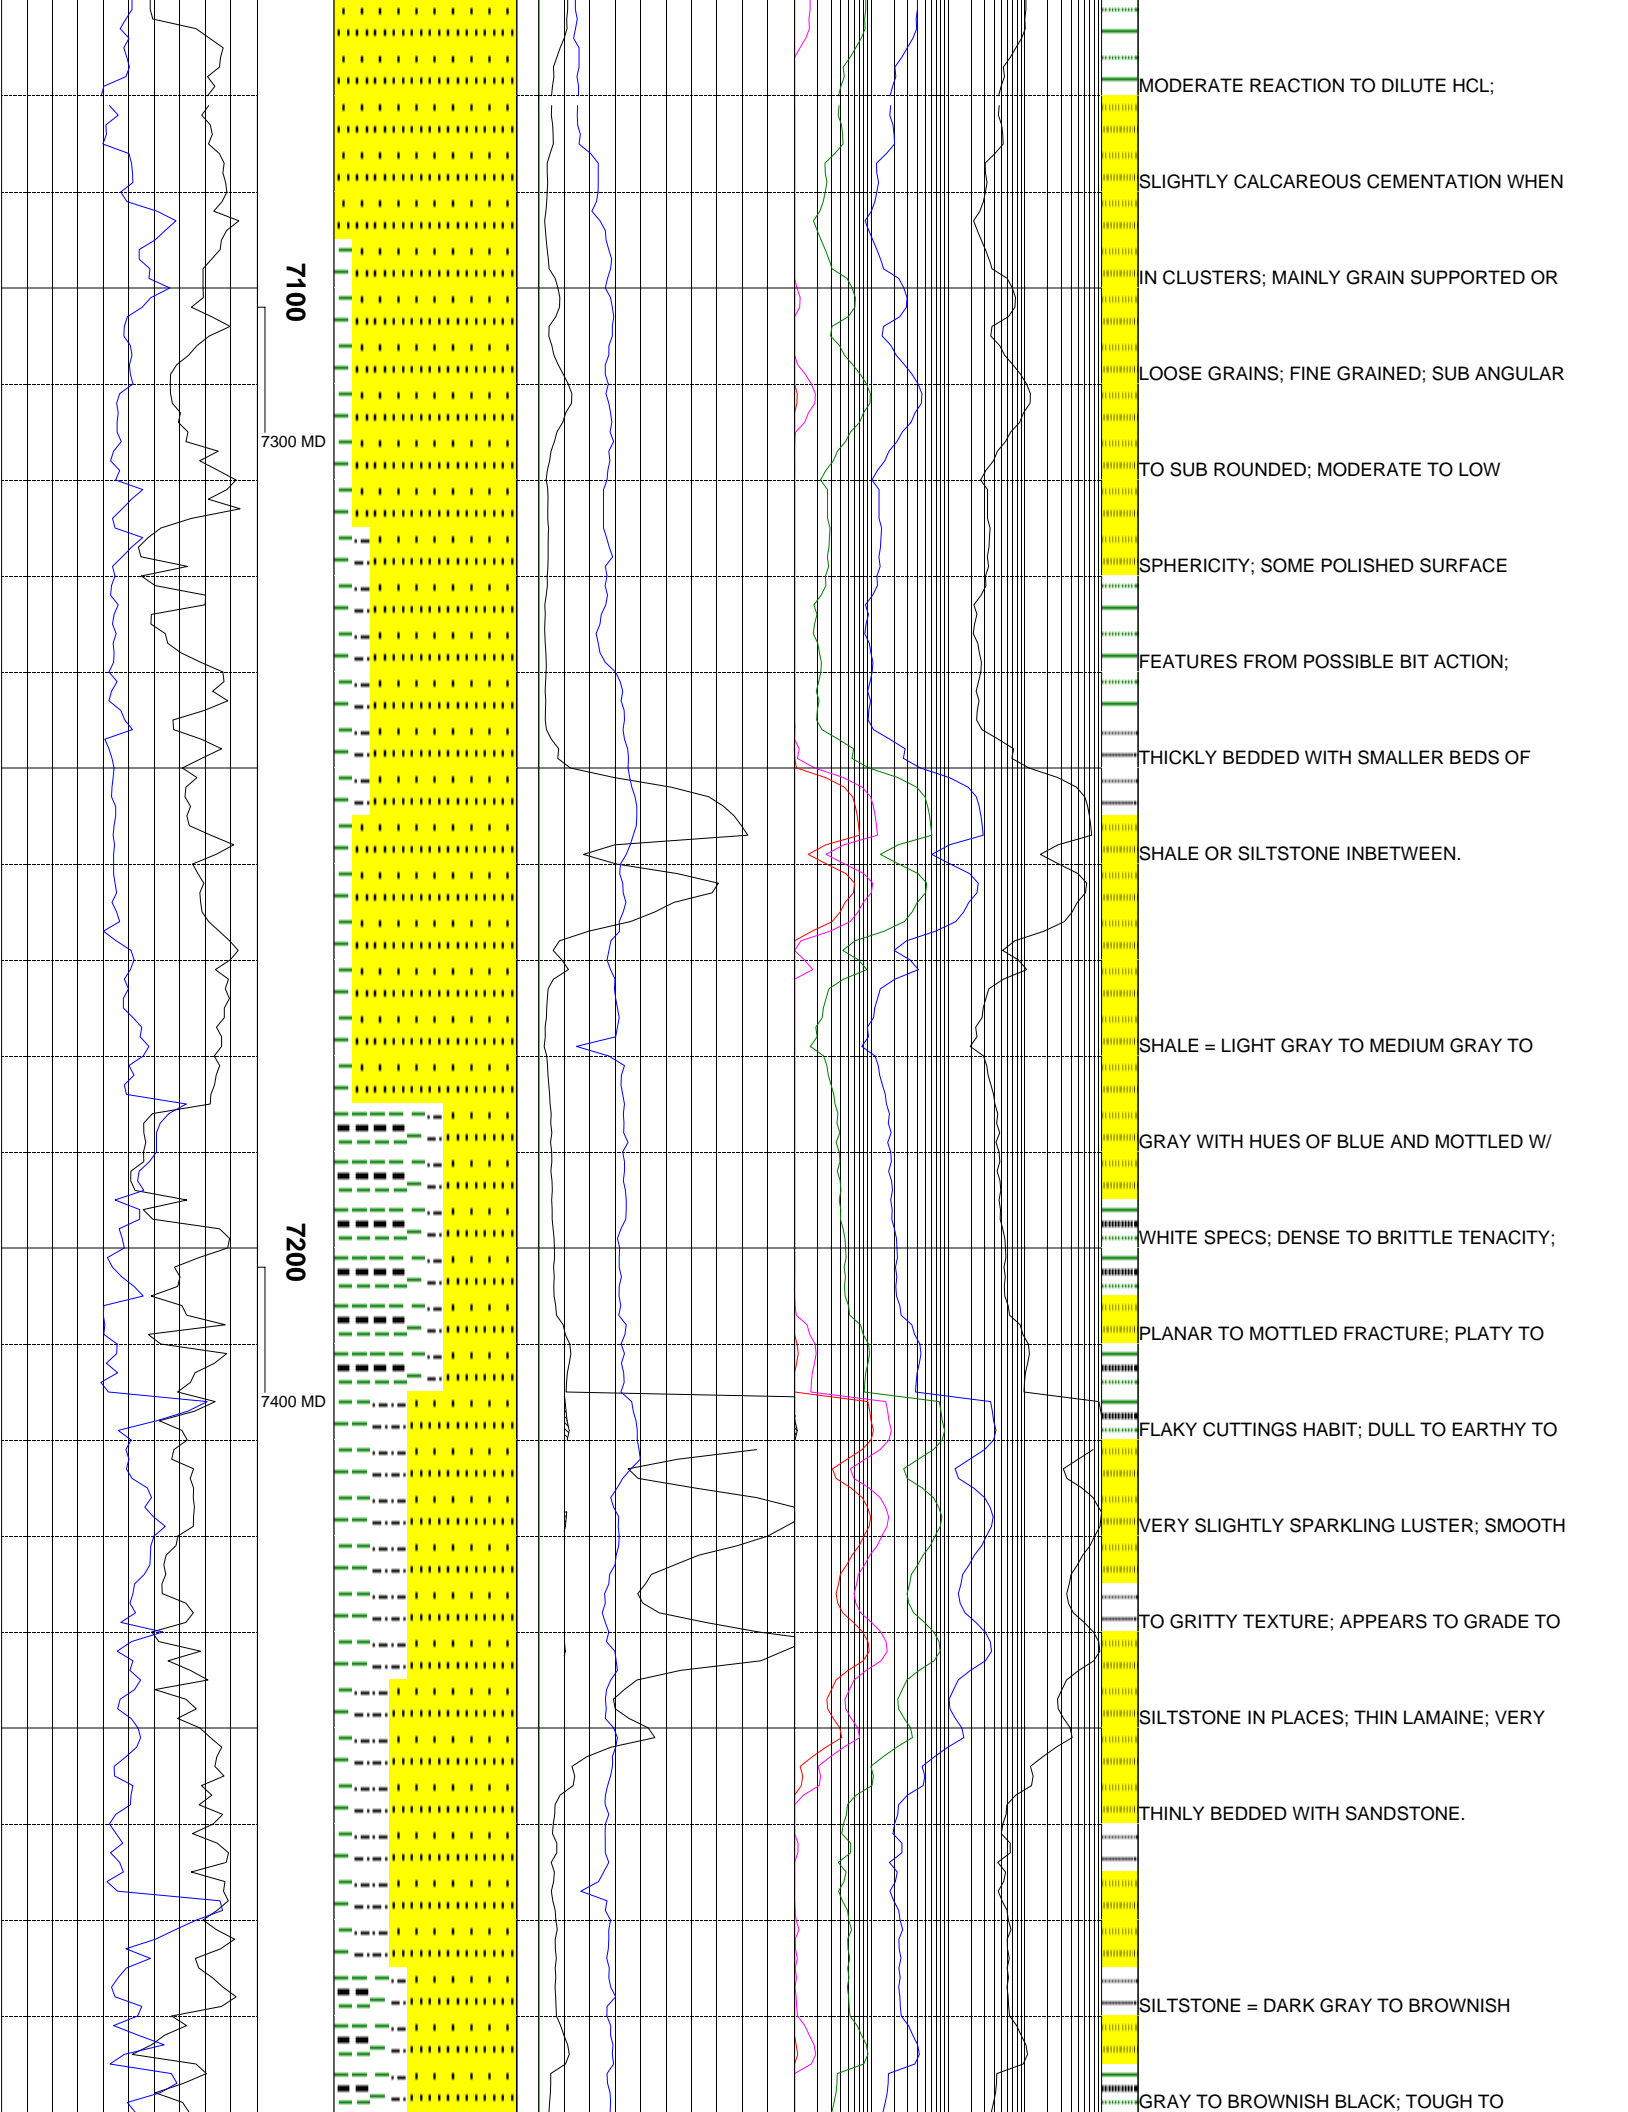 MODERATE REACTION TO DILUTE HCL;
SLIGHTLY CALCAREOUS CEMENTATION WHEN
7100
IN CLUSTERS; MAINLY GRAIN SUPPORTED OR
LOOSE GRAINS; FINE GRAINED; SUB ANGULAR
7300 MD
TO SUB ROUNDED; MODERATE TO LOW
SPHERICITY; SOME POLISHED SURFACE
FEATURES FROM POSSIBLE BIT ACTION;
THICKLY BEDDED WITH SMALLER BEDS OF
SHALE OR SILTSTONE INBETWEEN.
SHALE = LIGHT GRAY TO MEDIUM GRAY TO
GRAY WITH HUES OF BLUE AND MOTTLED W/
7200
WHITE SPECS; DENSE TO BRITTLE TENACITY;
PLANAR TO MOTTLED FRACTURE; PLATY TO
7400 MD
FLAKY CUTTINGS HABIT; DULL TO EARTHY TO
VERY SLIGHTLY SPARKLING LUSTER; SMOOTH
TO GRITTY TEXTURE; APPEARS TO GRADE TO
SILTSTONE IN PLACES; THIN LAMAINE; VERY
THINLY BEDDED WITH SANDSTONE.
SILTSTONE = DARK GRAY TO BROWNISH
GRAY TO BROWNISH BLACK; TOUGH TO